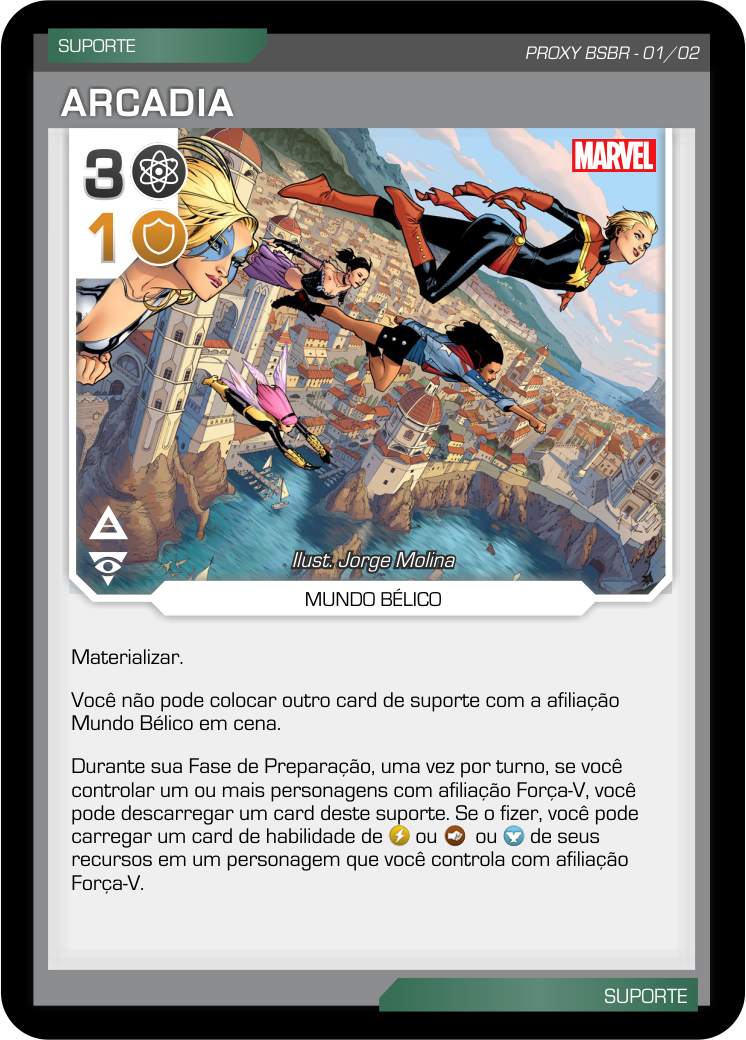 SUPORTE
PROXY BSBR - 01/02
ARCADIA
3
MARVEL
1
Ilust. Jorge Molina
MUNDO BÉLICO
Materializar.
Você não pode colocar outro card de suporte com a afiliação
Mundo Bélico em cena.
Durante sua Fase de Preparação, uma vez por turno, se você
controlar um ou mais personagens com afiliação Força-V, você
pode descarregar um card deste suporte. Se o fizer, você pode
carregar um card de habilidade de ou ou de seus
recursos em um personagem que você controla com afiliação
Força-V.
SUPORTE